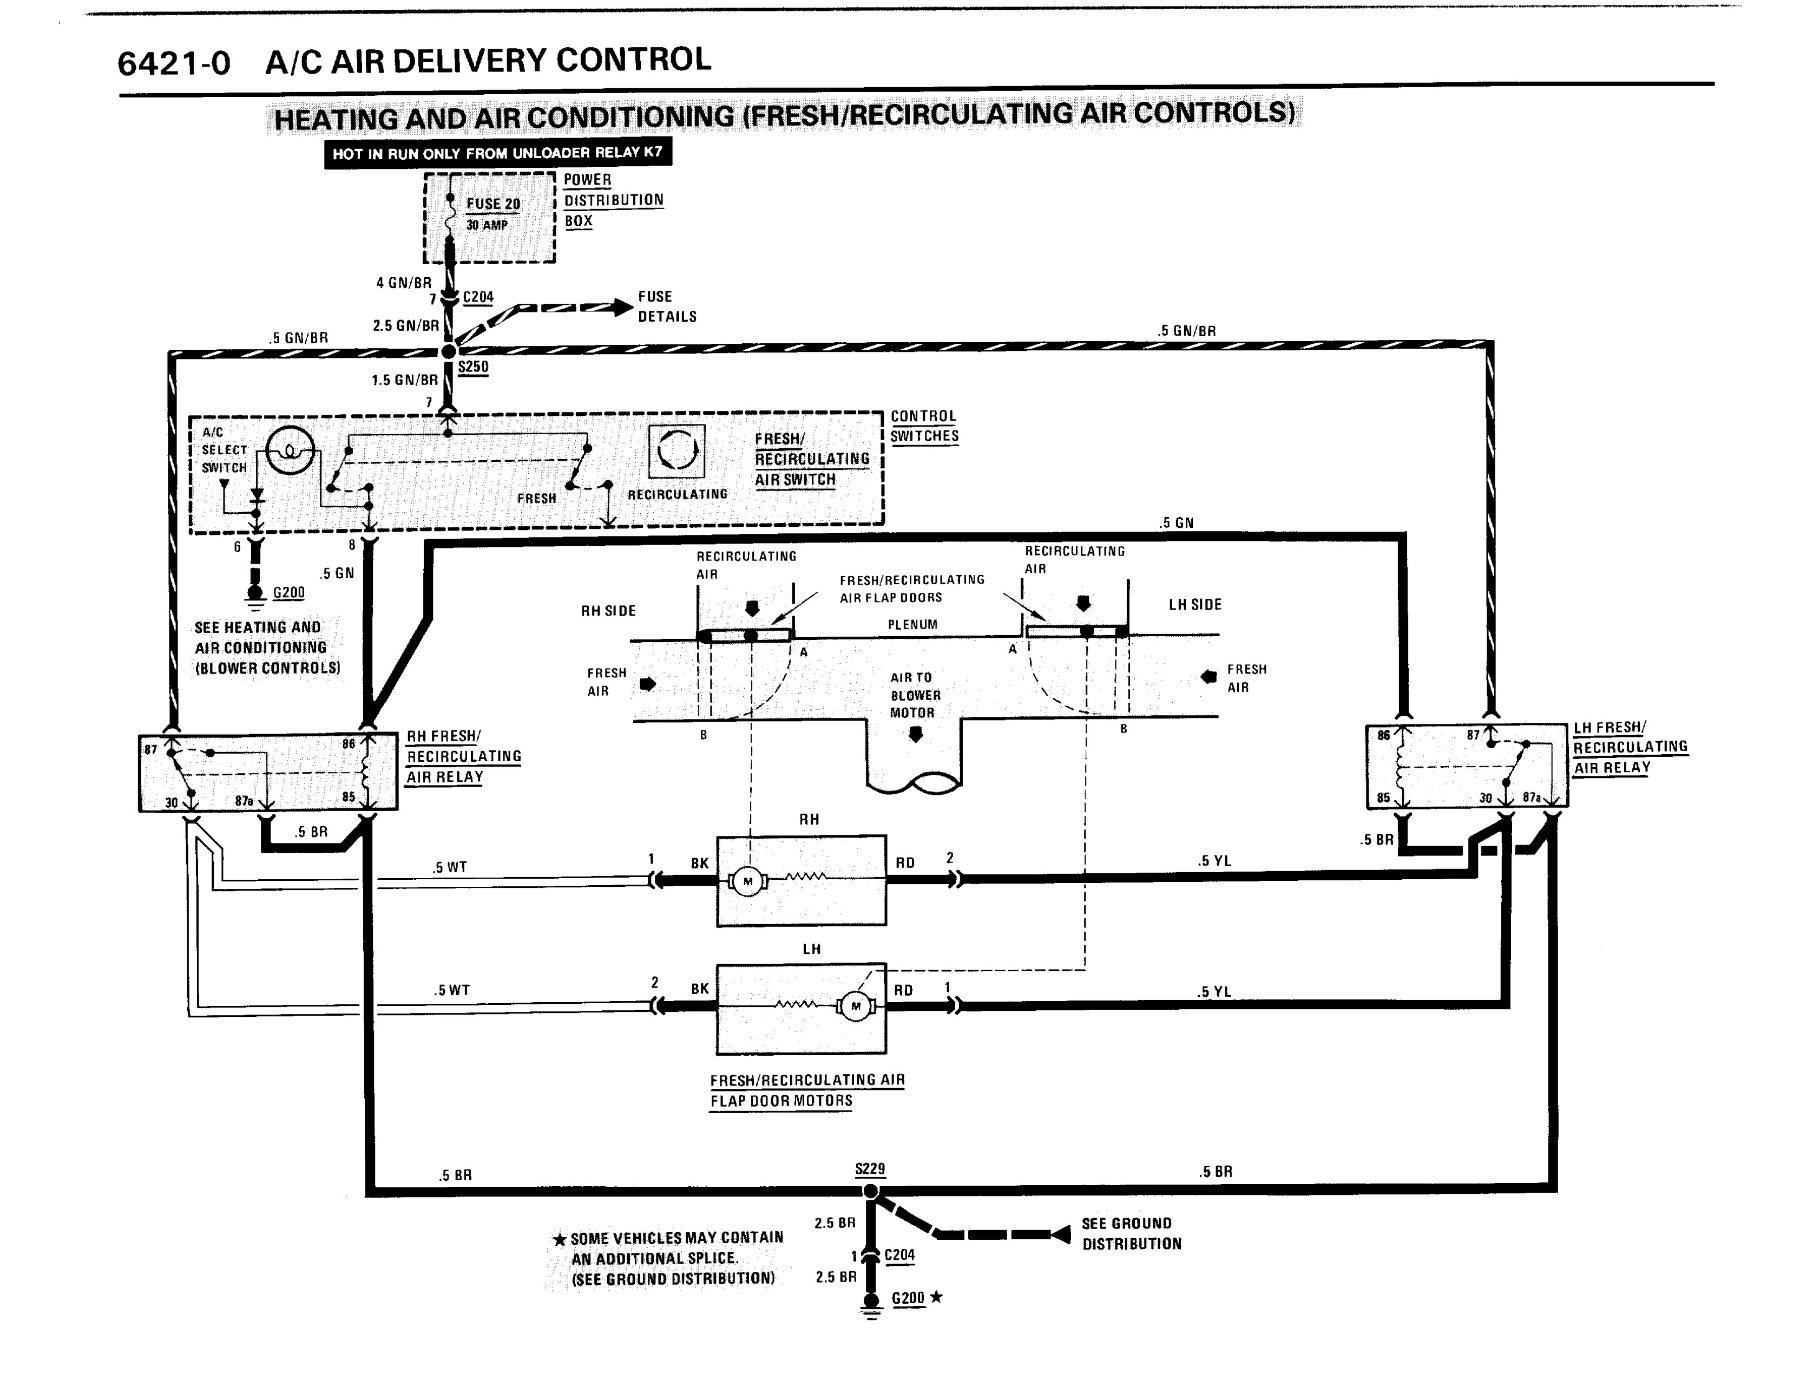 6421-0 A/C AIR DELIVERY CONTROL
HEATING AND AIR CONDITIONING (FRESH/RECIRCULATING AIR CONTROLS)
HOT IN RUN ONLY FROM UNLOADER RELAY K7
POWER
DISTRIBUTION
BOX
FUSE 20
30 AMP
4 GN/BR
7
C204
FUSE
DETAILS
2.5 GN/BR
.5 GN/BR
.5 GN/BR
S250
1.5 GN/BR
7
CONTROL
SWITCHES
A/C
SELECT
SWITCH
FRESH/
RECIRCULATING
AIR SWITCH
FRESH
RECIRCULATING
6
8
.5 GN
.5 GN
G200
SEE HEATING AND
AIR CONDITIONING
(BLOWER CONTROLS)
RECIRCULATING
AIR
RECIRCULATING
AIR
FRESH/RECIRCULATING
AIR FLAP DOORS
RH SIDE
LH SIDE
PLENUM
A
A
FRESH
AIR
FRESH
AIR
AIR TO
BLOWER
MOTOR
B
B
87
86
30
87a
85
RH FRESH/
RECIRCULATING
AIR RELAY
86
87
85
30
87a
LH FRESH/
RECIRCULATING
AIR RELAY
.5 BR
.5 BR
RH
.5 WT
1
BK
M
RD
2
.5 YL
LH
.5 WT
2
BK
M
RD
1
.5 YL
FRESH/RECIRCULATING AIR
FLAP DOOR MOTORS
.5 BR
S229
.5 BR
2.5 BR
SEE GROUND
DISTRIBUTION
1
C204
2.5 BR
G200 ★
★ SOME VEHICLES MAY CONTAIN
AN ADDITIONAL SPLICE.
(SEE GROUND DISTRIBUTION)